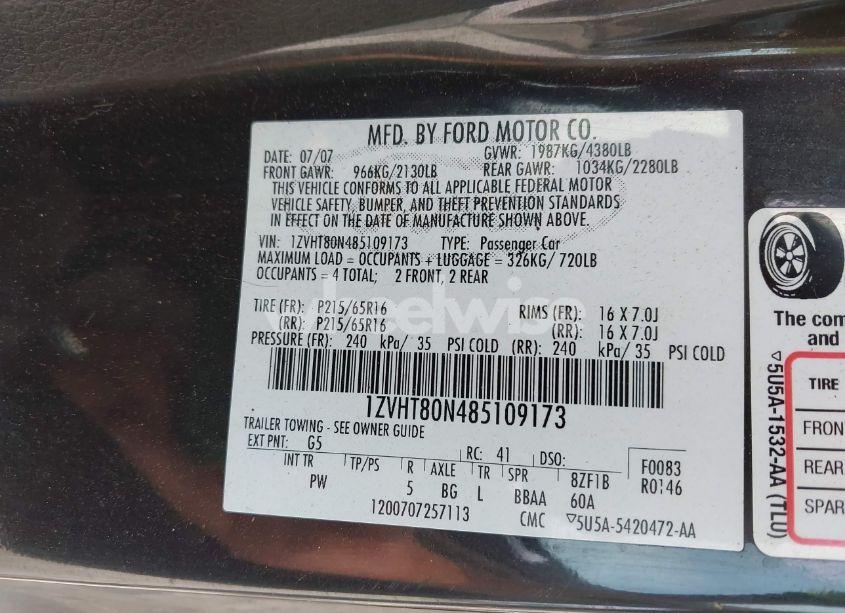 MFD. BY FORD MOTOR CO.
DATE: 07/07 GVWR: 1987KG/4380LB
FRONT GAWR: 966KG/2130LB REAR GAWR: 1034KG/2280LB
THIS VEHICLE CONFORMS TO ALL APPLICABLE FEDERAL MOTOR
VEHICLE SAFETY, BUMPER, AND THEFT PREVENTION STANDARDS
IN EFFECT ON THE DATE OF MANUFACTURE SHOWN ABOVE.
VIN: 1ZVHT80N485109173 TYPE: Passenger Car
MAXIMUM LOAD = OCCUPANTS + LUGGAGE = 326KG/ 720LB
OCCUPANTS = 4 TOTAL; 2 FRONT, 2 REAR
TIRE (FR): P215/65R16 RIMS (FR): 16 X 7.0J
(RR): P215/65R16 (RR): 16 X 7.0J
PRESSURE (FR): 240 kPa/ 35 PSI COLD (RR): 240 kPa/ 35 PSI COLD
1ZVHT80N485109173
TRAILER TOWING - SEE OWNER GUIDE
EXT PNT: G5 RC: 41 DSO: F0083
INT TR TP/PS R AXLE TR SPR 8ZF1B R0146
PW 5 BG L BBAA 60A
1200707257113 CMC ▽5U5A-5420472-AA
wheelwise
The com
and
TIRE
FRON
REAR
SPAR
▽5U5A-1532-AA (TLU)